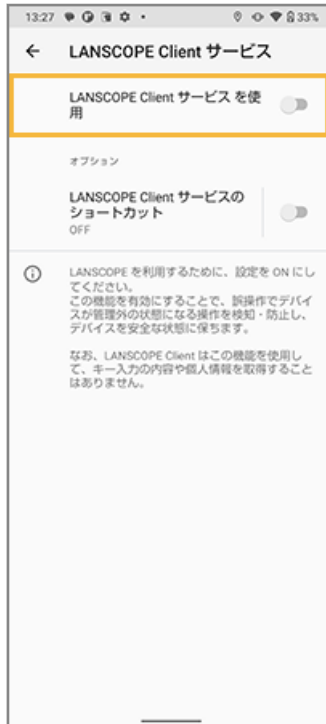 13:27
33%
LANSCOPE Client サービス
LANSCOPE Client サービス を使
用
オプション
LANSCOPE Client サービスの
ショートカット
OFF
LANSCOPE を利用するために、設定を ON にし
てください。
この機能を有効にすることで、誤操作でデバイ
スが管理外の状態になる操作を検知・防止し、
デバイスを安全な状態に保ちます。
なお、LANSCOPE Client はこの機能を使用し
て、キー入力の内容や個人情報を取得すること
はありません。